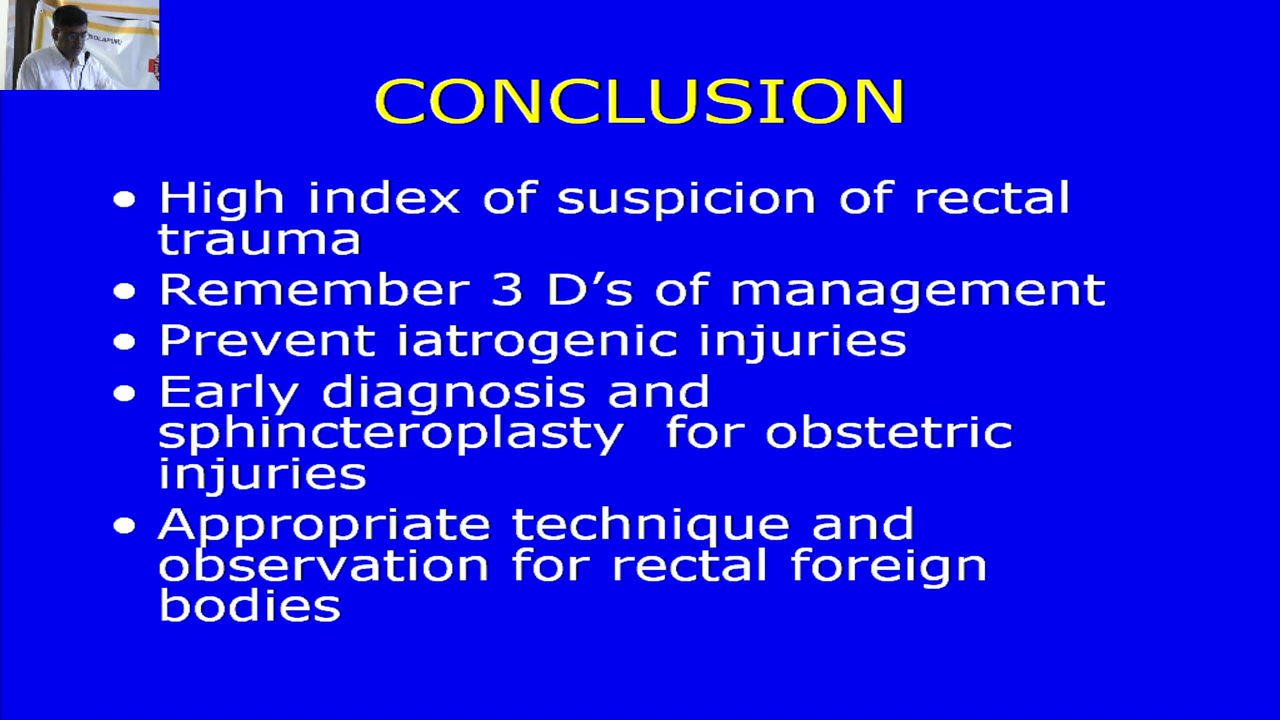 CONCLUSION
• High index of suspicion of rectal
trauma
• Remember 3 D’s of management
• Prevent iatrogenic injuries
• Early diagnosis and
sphincteroplasty for obstetric
injuries
• Appropriate technique and
observation for rectal foreign
bodies